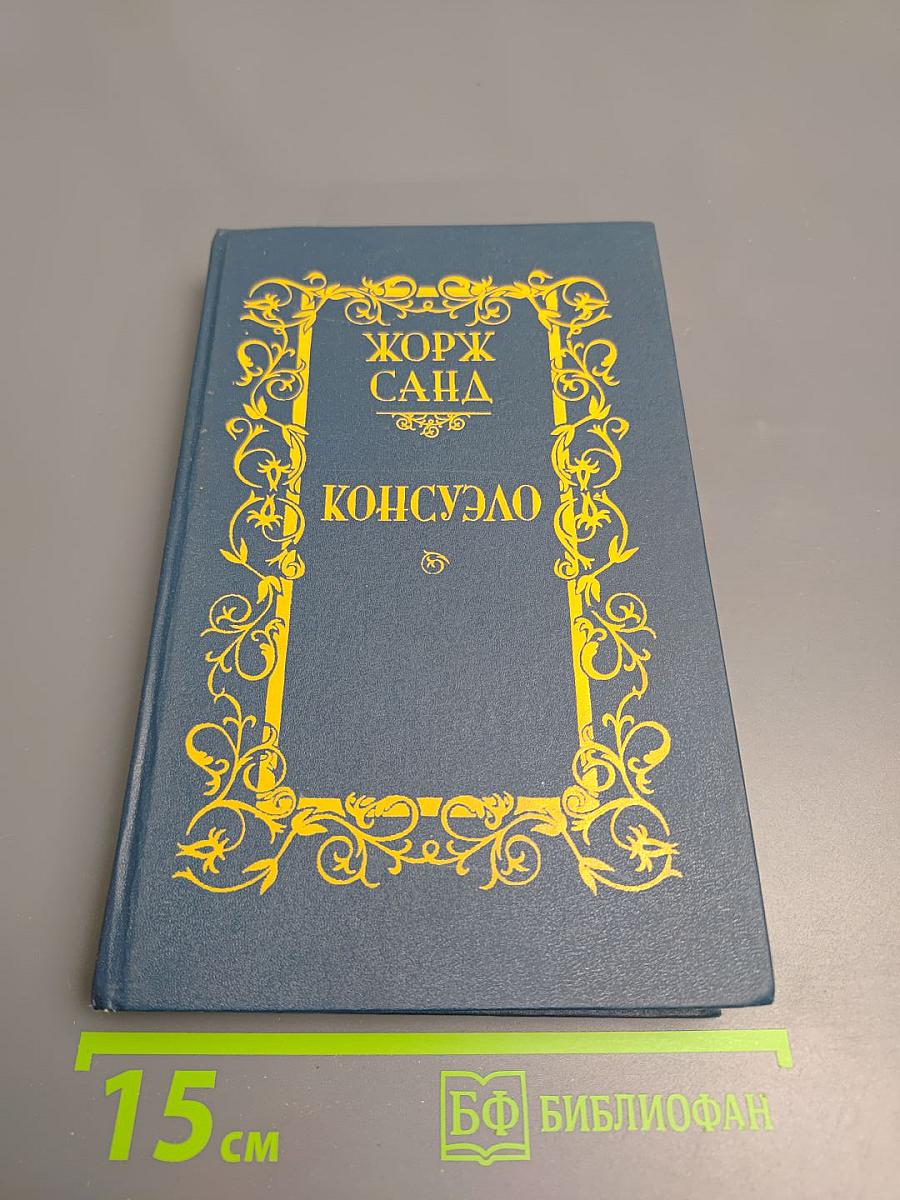 ЖОРЖ
САНД
КОНСУЭЛО
15 см
БФ БИБЛИОФАН